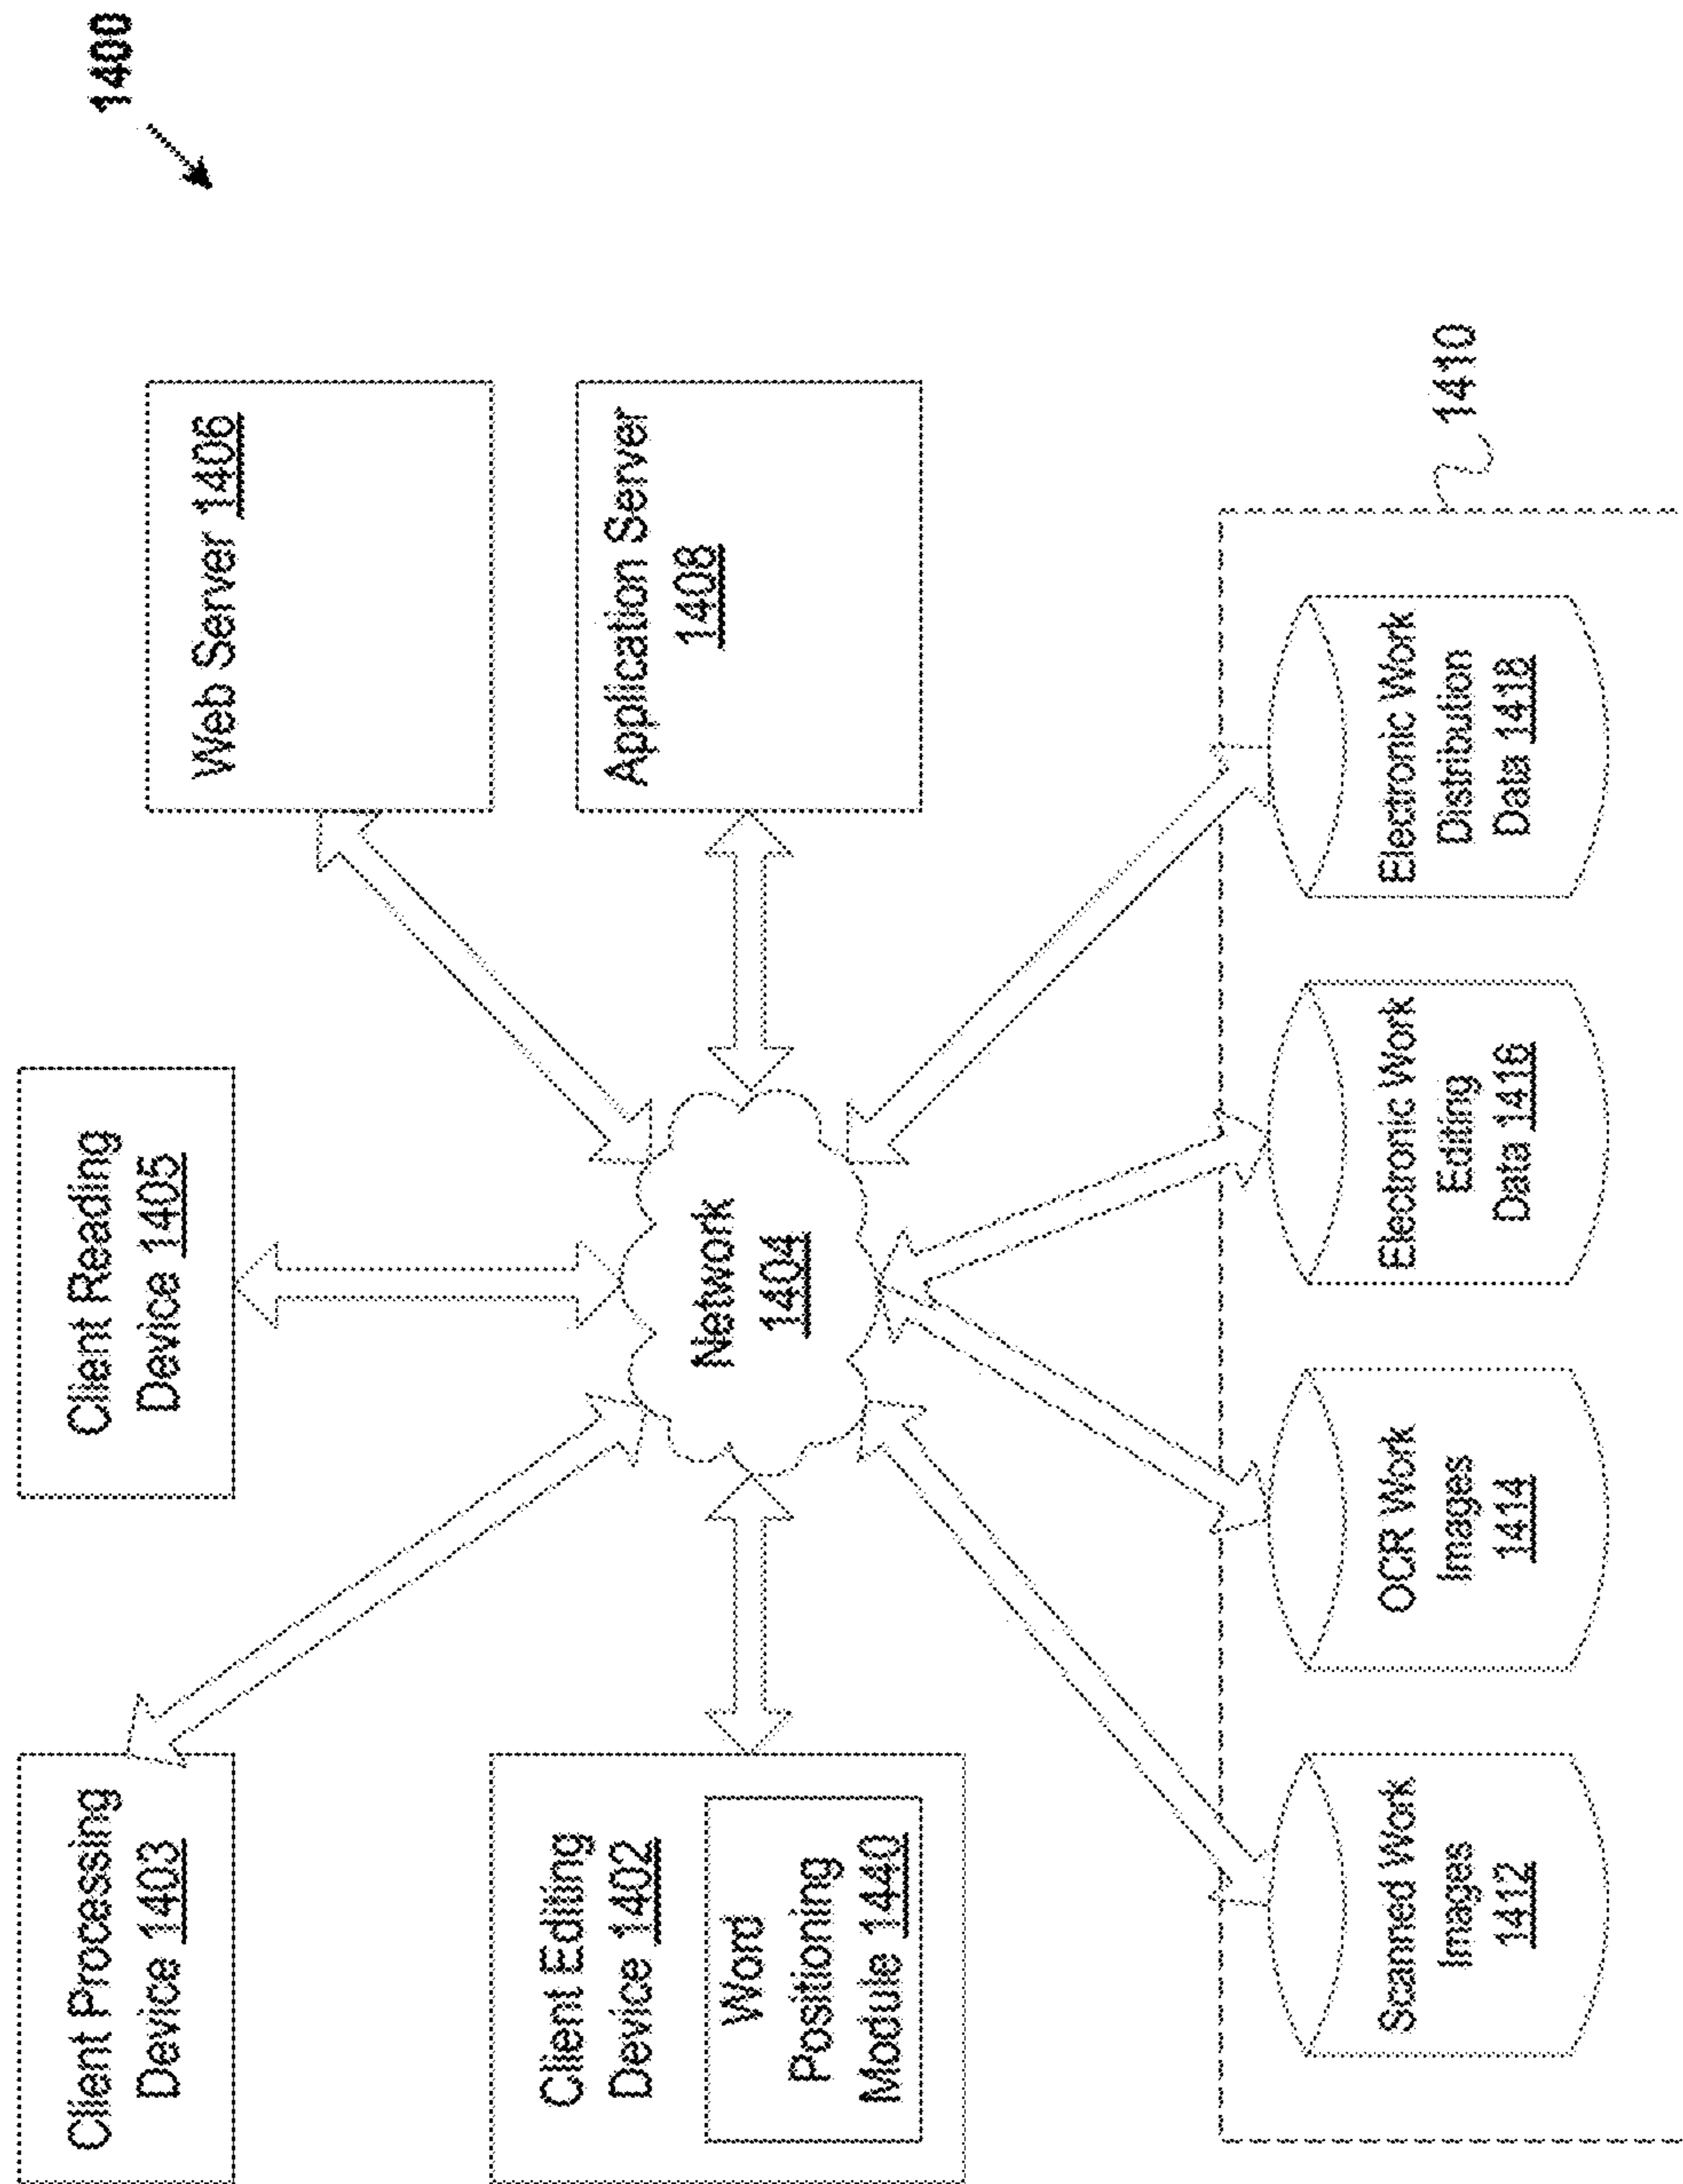 1400
Client Processing
Device 1403
Client Reading
Device 1405
Web Server 1406
Client Editing
Device 1402
Word
Positioning
Module 1440
Network
1404
Application Server
1408
1410
Scanned Work
Images
1412
OCR Work
Images
1414
Electronic Work
Editing
Data 1416
Electronic Work
Distribution
Data 1418